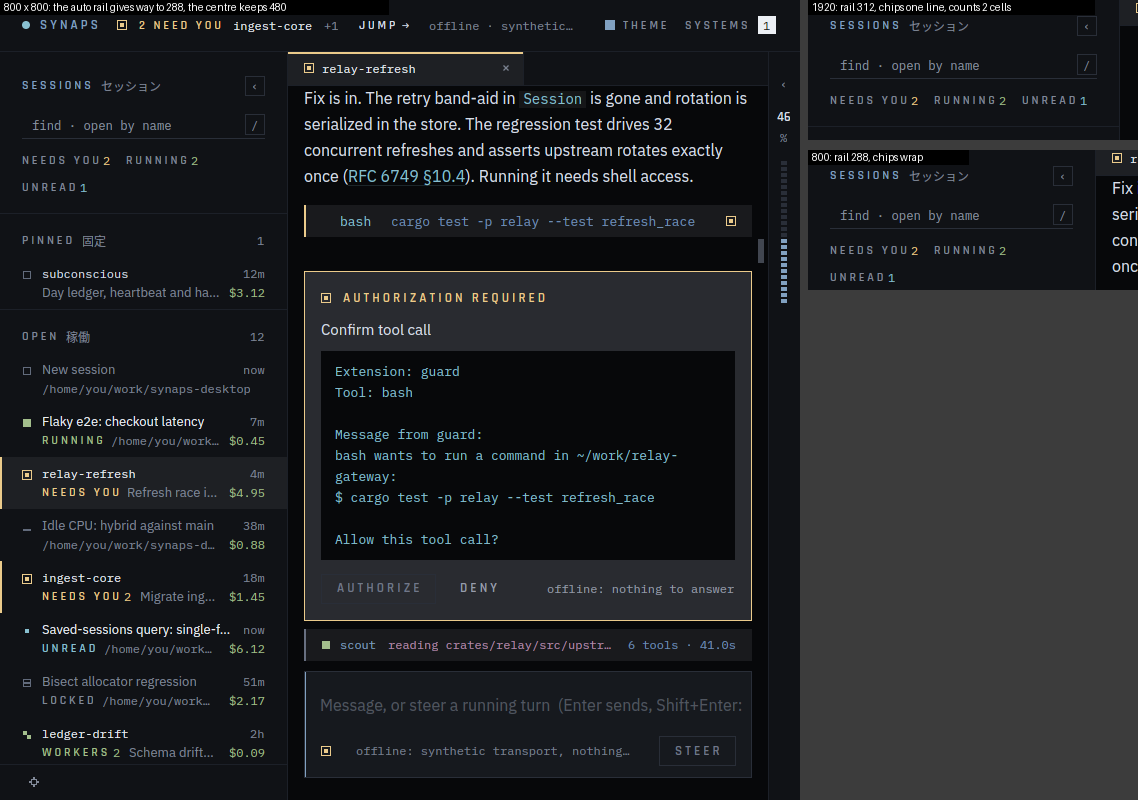 800 x 800: the auto rail gives way to 288, the centre keeps 480
SYNAPS 2 NEED YOU ingest-core +1 JUMP → offline · synthetic… THEME SYSTEMS 1
SESSIONS セッション ‹
find · open by name /
NEEDS YOU 2 RUNNING 2
UNREAD 1
PINNED 固定 1
subconscious 12m
Day ledger, heartbeat and ha… $3.12
OPEN 稼働 12
New session now
/home/you/work/synaps-desktop
Flaky e2e: checkout latency 7m
RUNNING /home/you/work… $0.45
relay-refresh 4m
NEEDS YOU Refresh race i… $4.95
Idle CPU: hybrid against main 38m
/home/you/work/synaps-d… $0.88
ingest-core 18m
NEEDS YOU 2 Migrate ing… $1.45
Saved-sessions query: single-f… now
UNREAD /home/you/work… $6.12
Bisect allocator regression 51m
LOCKED /home/you/work… $2.17
ledger-drift 2h
WORKERS 2 Schema drift… $0.09
relay-refresh ×
Fix is in. The retry band-aid in Session is gone and rotation is
serialized in the store. The regression test drives 32
concurrent refreshes and asserts upstream rotates exactly
once (RFC 6749 §10.4). Running it needs shell access.
bash cargo test -p relay --test refresh_race
AUTHORIZATION REQUIRED
Confirm tool call
Extension: guard
Tool: bash
Message from guard:
bash wants to run a command in ~/work/relay-
gateway:
$ cargo test -p relay --test refresh_race
Allow this tool call?
AUTHORIZE DENY offline: nothing to answer
scout reading crates/relay/src/upstr… 6 tools · 41.0s
Message, or steer a running turn (Enter sends, Shift+Enter:
offline: synthetic transport, nothing… STEER
‹
46
%
1920: rail 312, chips one line, counts 2 cells
SESSIONS セッション ‹
find · open by name /
NEEDS YOU 2 RUNNING 2 UNREAD 1
800: rail 288, chips wrap
SESSIONS セッション ‹
find · open by name /
NEEDS YOU 2 RUNNING 2
UNREAD 1
r
Fix
seri
con
onc